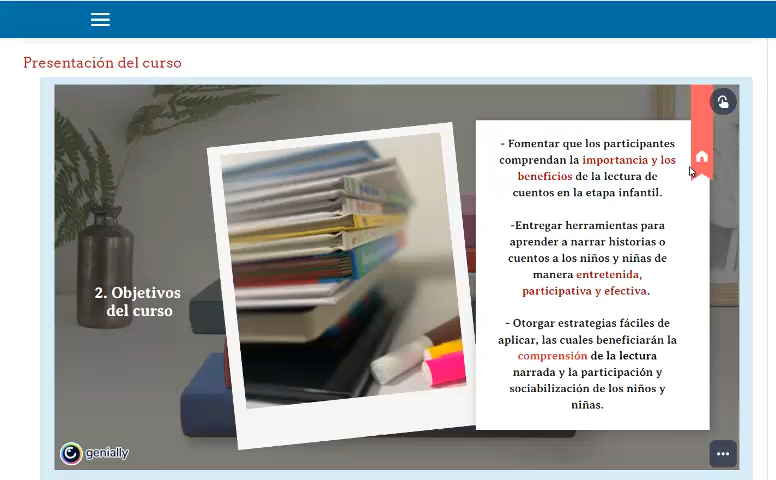 Presentación del curso
2. Objetivos
del curso
- Fomentar que los participantes
comprendan la importancia y los
beneficios de la lectura de
cuentos en la etapa infantil.
-Entregar herramientas para
aprender a narrar historias o
cuentos a los niños y niñas de
manera entretenida,
participativa y efectiva.
- Otorgar estrategias fáciles de
aplicar, las cuales beneficiarán la
comprensión de la lectura
narrada y la participación y
sociabilización de los niños y
niñas.
genially